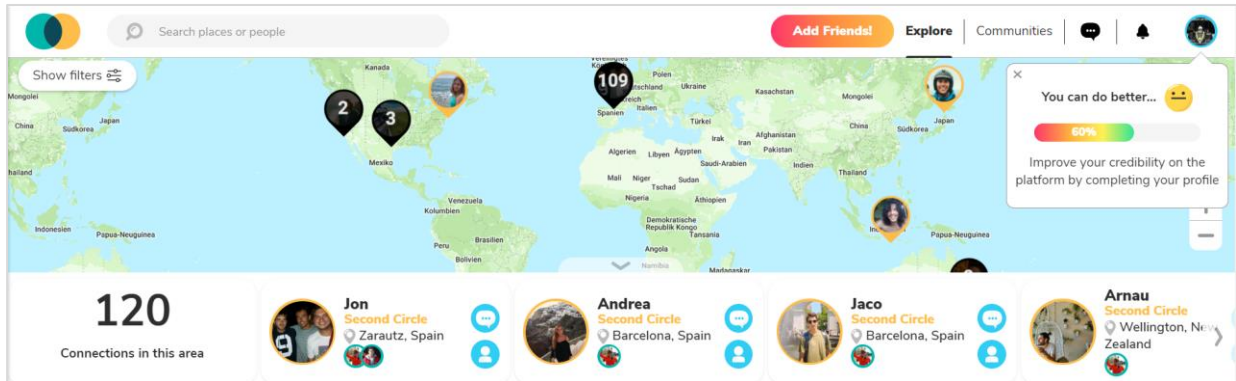 Search places or people
Add Friends!
Explore
Communities
Show filters
You can do better...
60%
Improve your credibility on the
platform by completing your profile
Mongolei
China
Südkorea
Japan
Indonesien
Papua-Neuguinea
Kanada
2
3
Mexiko
Venezuela
Kolumbien
Peru
Brasilien
Bolivien
109
Polen
Ukraine
Kasachstan
Mongolei
Spanien
Italien
Türkei
Irak
Iran
Afghanistan
Pakistan
China
Südkorea
Japan
Algerien
Libyen
Ägypten
Saudi-Arabien
Indien
Thailand
Mali
Niger
Tschad
Sudan
Nigeria
Äthiopien
Demokratische
Republik Kongo
Tansania
Angola
Namibia
Madagaskar
Papua-Neuguinea
120
Connections in this area
Jon
Second Circle
Zarautz, Spain
Andrea
Second Circle
Barcelona, Spain
Jaco
Second Circle
Barcelona, Spain
Arnau
Second Circle
Wellington, New
Zealand